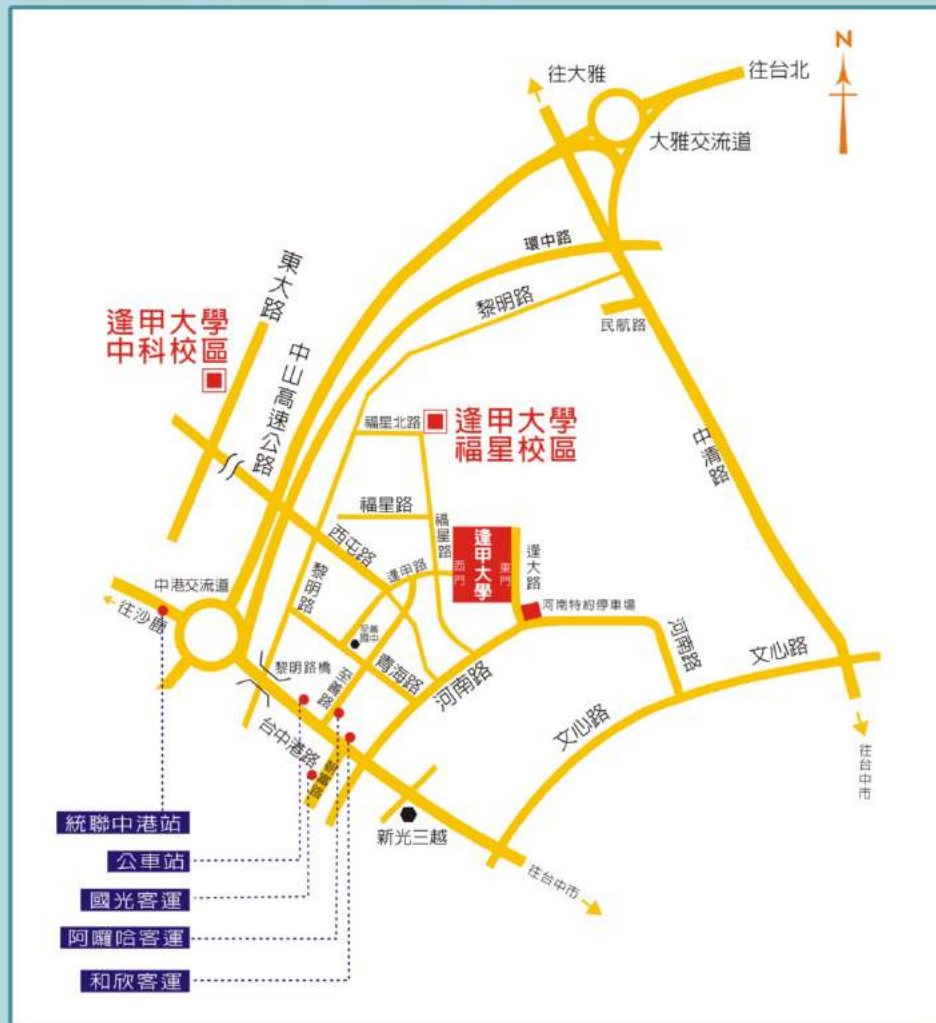 N
往大雅
往台北
大雅交流道
環中路
東大路
黎明路
民航路
逢甲大學
中科校區
中山高速公路
福星北路
逢甲大學
福星校區
中清路
福星路
福星路
西屯路
逢甲大學
西門
東門
逢大路
逢甲路
黎明路
中港交流道
往沙鹿
河南特約停車場
至善國中
河南路
文心路
青海路
河南路
黎明路橋
至善路
文心路
台中港路
朝富路
往台中市
統聯中港站
新光三越
公車站
往台中市
國光客運
阿囉哈客運
和欣客運